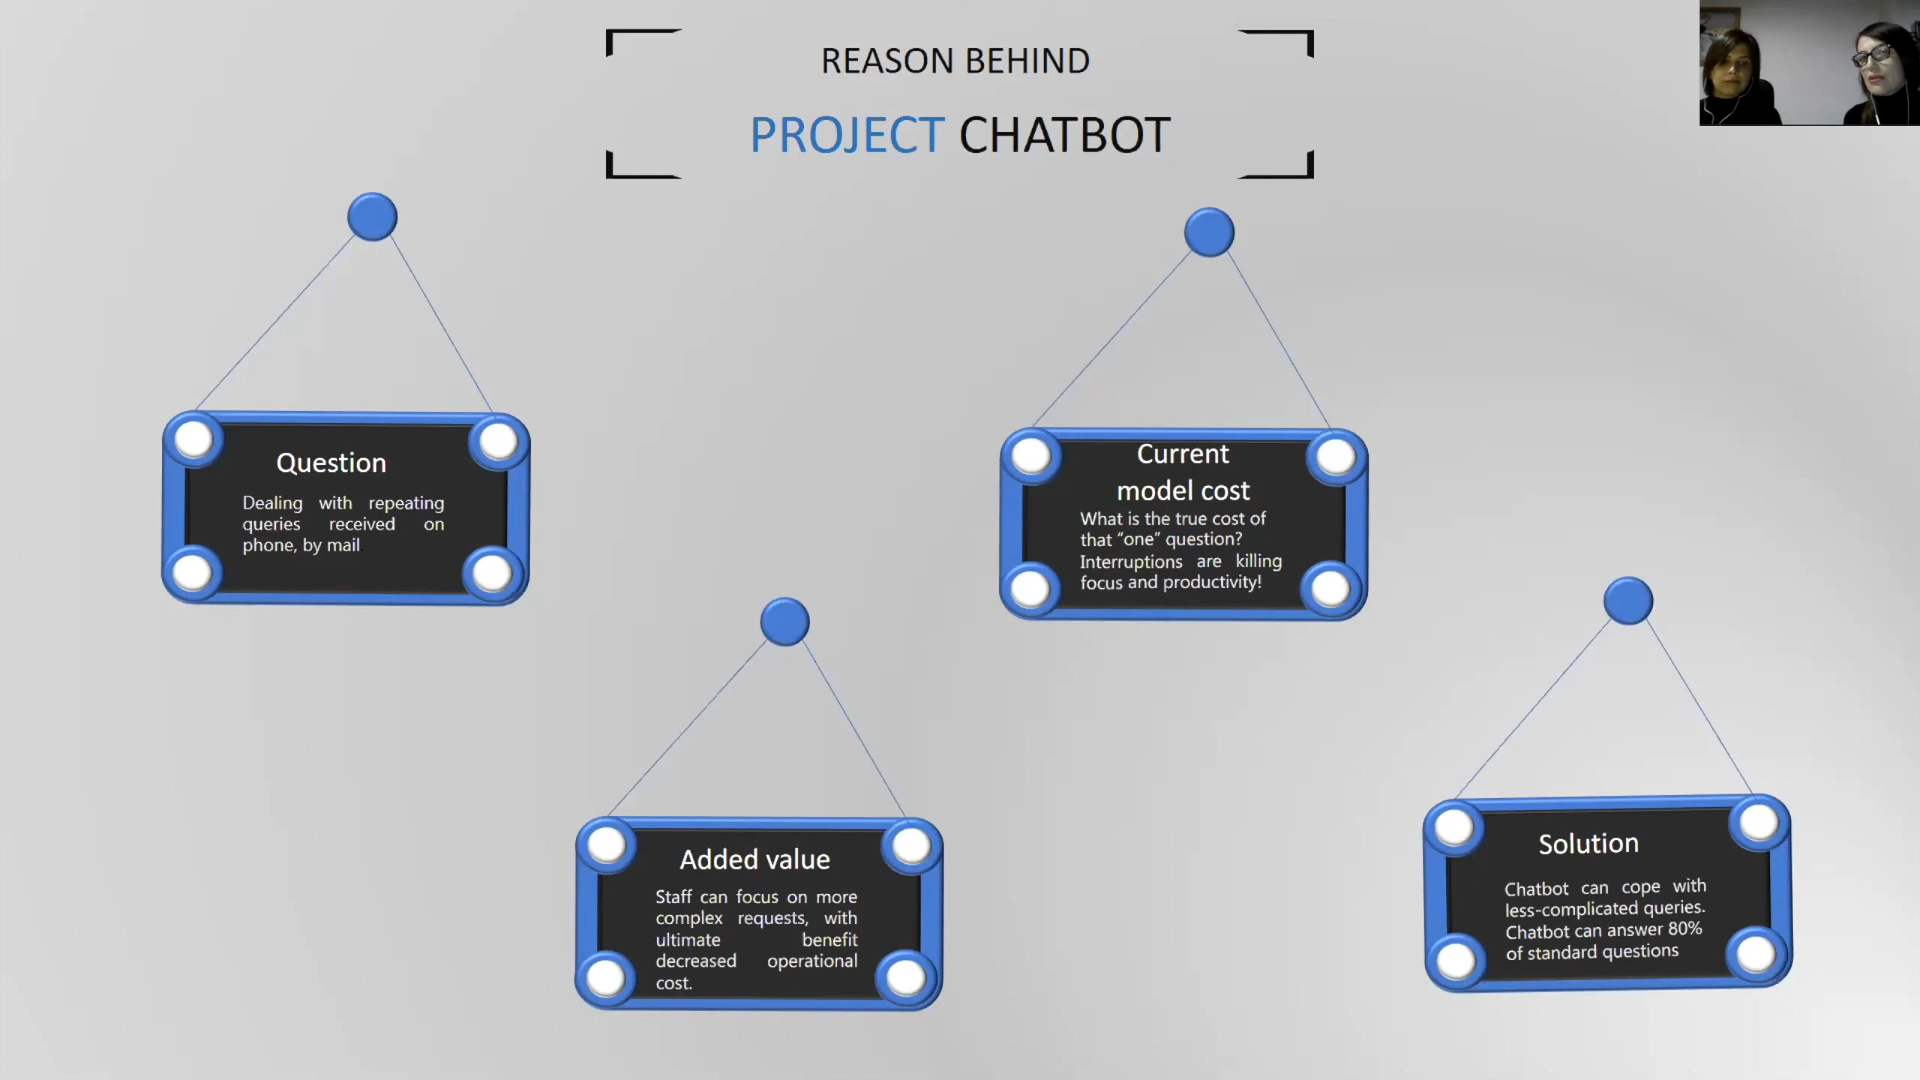 REASON BEHIND
PROJECT CHATBOT
Question
Dealing with repeating
queries received on
phone, by mail
Current
model cost
What is the true cost of
that “one” question?
Interruptions are killing
focus and productivity!
Added value
Staff can focus on more
complex requests, with
ultimate benefit
decreased operational
cost.
Solution
Chatbot can cope with
less-complicated queries.
Chatbot can answer 80%
of standard questions